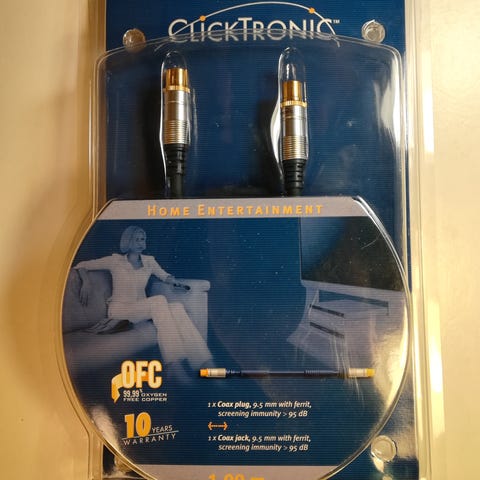 CLICKTRONIC™
HOME ENTERTAINMENT
OFC
99,99 OXYGEN
FREE COPPER
10 YEARS
WARRANTY
1 x Coax plug, 9.5 mm with ferrit,
screening immunity > 95 dB
1 x Coax jack, 9.5 mm with ferrit,
screening immunity > 95 dB